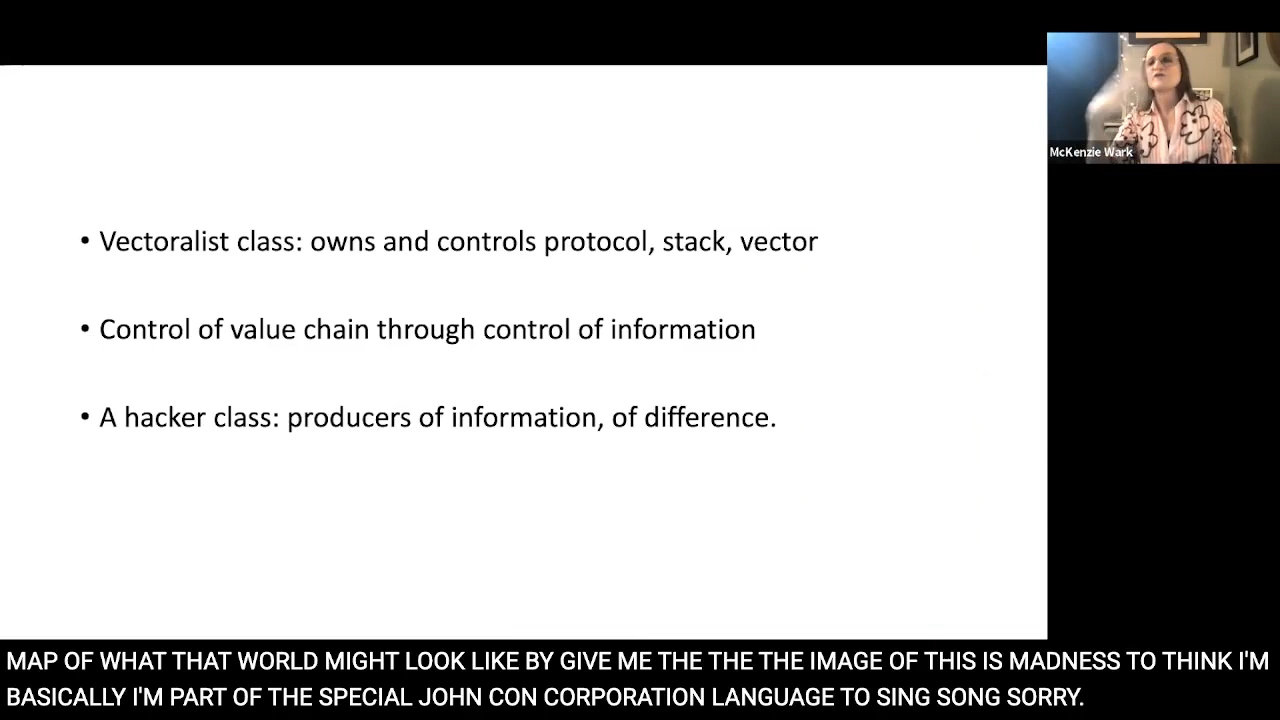 McKenzie Wark
• Vectoralist class: owns and controls protocol, stack, vector
• Control of value chain through control of information
• A hacker class: producers of information, of difference.
MAP OF WHAT THAT WORLD MIGHT LOOK LIKE BY GIVE ME THE THE THE IMAGE OF THIS IS MADNESS TO THINK I'M
BASICALLY I'M PART OF THE SPECIAL JOHN CON CORPORATION LANGUAGE TO SING SONG SORRY.